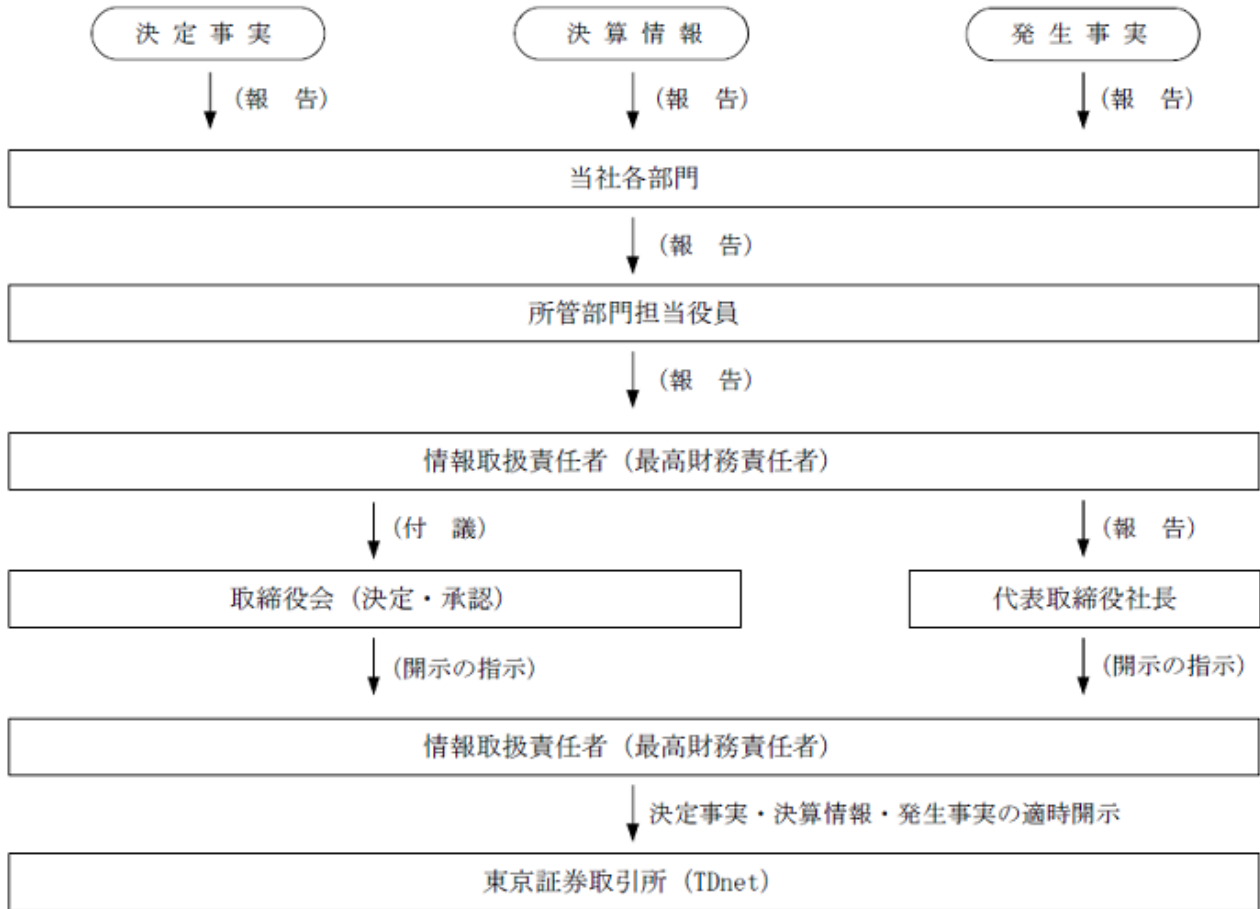 決定事実 決算情報 発生事実
(報 告) (報 告) (報 告)
当社各部門
(報 告)
所管部門担当役員
(報 告)
情報取扱責任者(最高財務責任者)
(付 議) (報 告)
取締役会(決定・承認) 代表取締役社長
(開示の指示) (開示の指示)
情報取扱責任者(最高財務責任者)
決定事実・決算情報・発生事実の適時開示
東京証券取引所(TDnet)